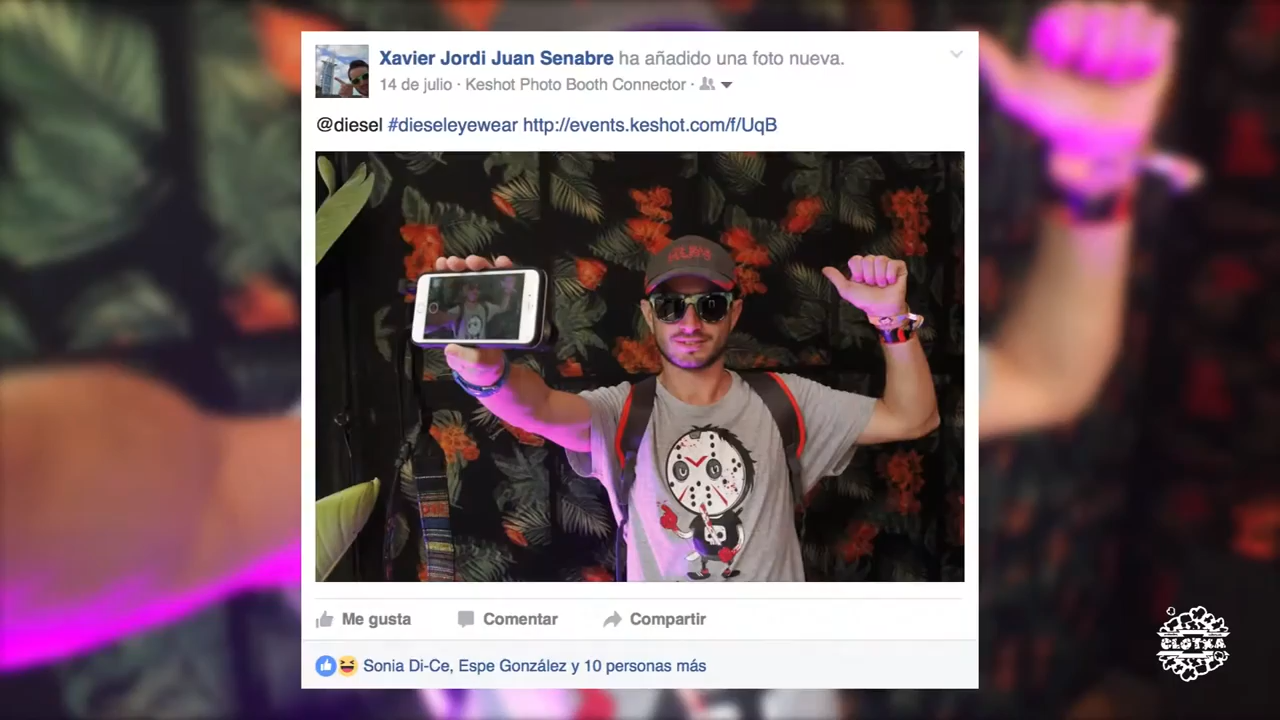 Xavier Jordi Juan Senabre ha añadido una foto nueva.
14 de julio · Keshot Photo Booth Connector ·
@diesel #dieseleyewear http://events.keshot.com/f/UqB
Me gusta Comentar Compartir
Sonia Di-Ce, Espe González y 10 personas más
CLOTXA